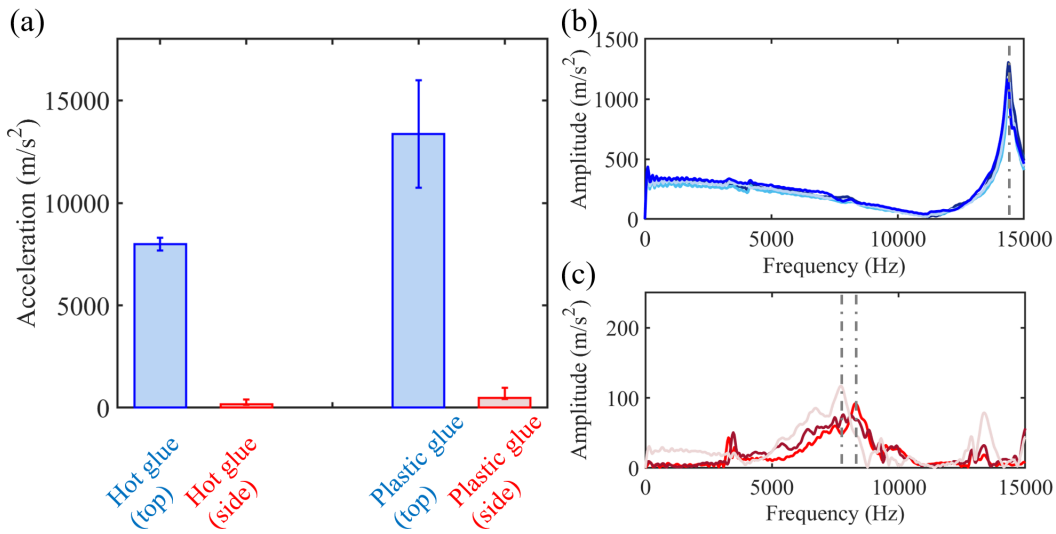 (a)
Acceleration (m/s²)
15000
10000
5000
0
Hot glue
(top)
Hot glue
(side)
Plastic glue
(top)
Plastic glue
(side)
(b)
Amplitude (m/s²)
1500
1000
500
0
0 5000 10000 15000
Frequency (Hz)
(c)
Amplitude (m/s²)
200
100
0
0 5000 10000 15000
Frequency (Hz)